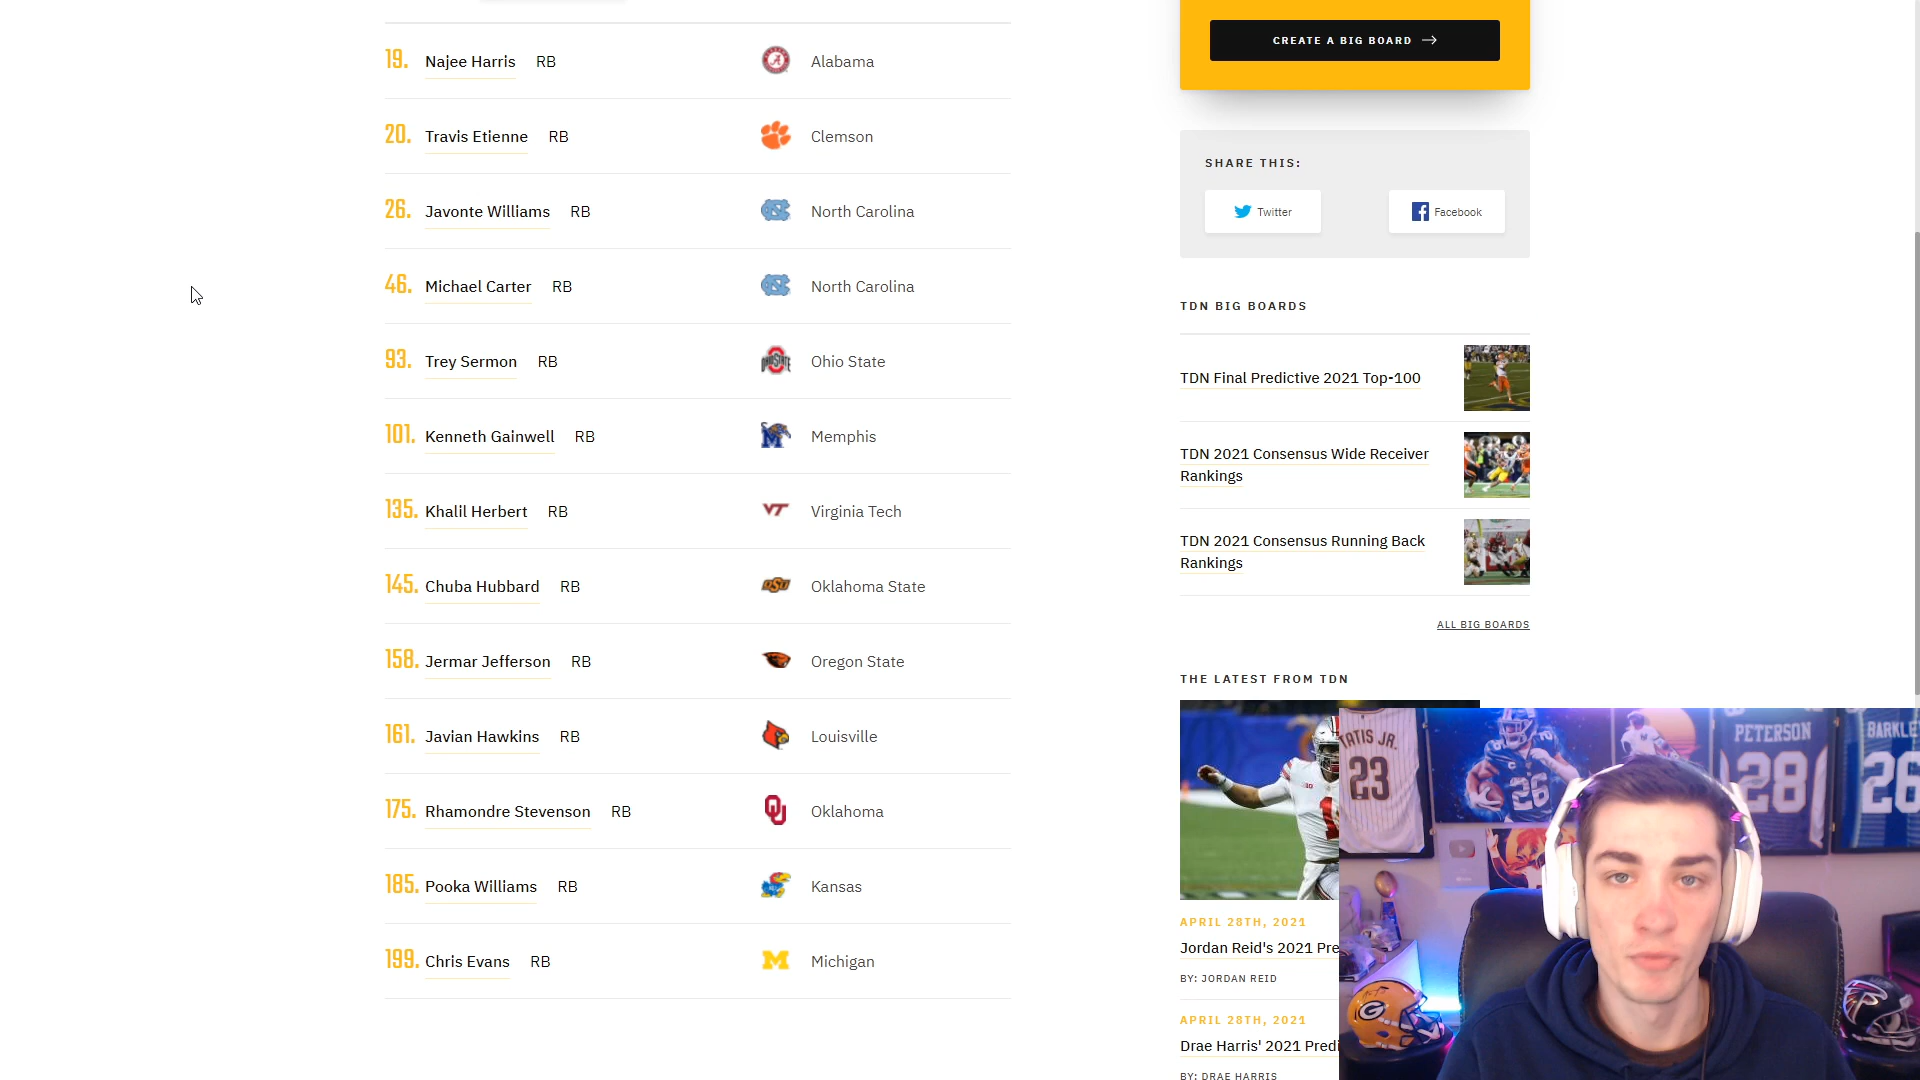 19. Najee Harris RB Alabama
20. Travis Etienne RB Clemson
26. Javonte Williams RB North Carolina
46. Michael Carter RB North Carolina
93. Trey Sermon RB Ohio State
101. Kenneth Gainwell RB Memphis
135. Khalil Herbert RB Virginia Tech
145. Chuba Hubbard RB Oklahoma State
158. Jermar Jefferson RB Oregon State
161. Javian Hawkins RB Louisville
175. Rhamondre Stevenson RB Oklahoma
185. Pooka Williams RB Kansas
199. Chris Evans RB Michigan
CREATE A BIG BOARD
SHARE THIS:
Twitter
Facebook
TDN BIG BOARDS
TDN Final Predictive 2021 Top-100
TDN 2021 Consensus Wide Receiver
Rankings
TDN 2021 Consensus Running Back
Rankings
ALL BIG BOARDS
THE LATEST FROM TDN
APRIL 28TH, 2021
Jordan Reid's 2021 Pre
BY: JORDAN REID
APRIL 28TH, 2021
Drae Harris' 2021 Predi
BY: DRAE HARRIS
TATIS JR.
23
26
PETERSON
28
BARKLE
26